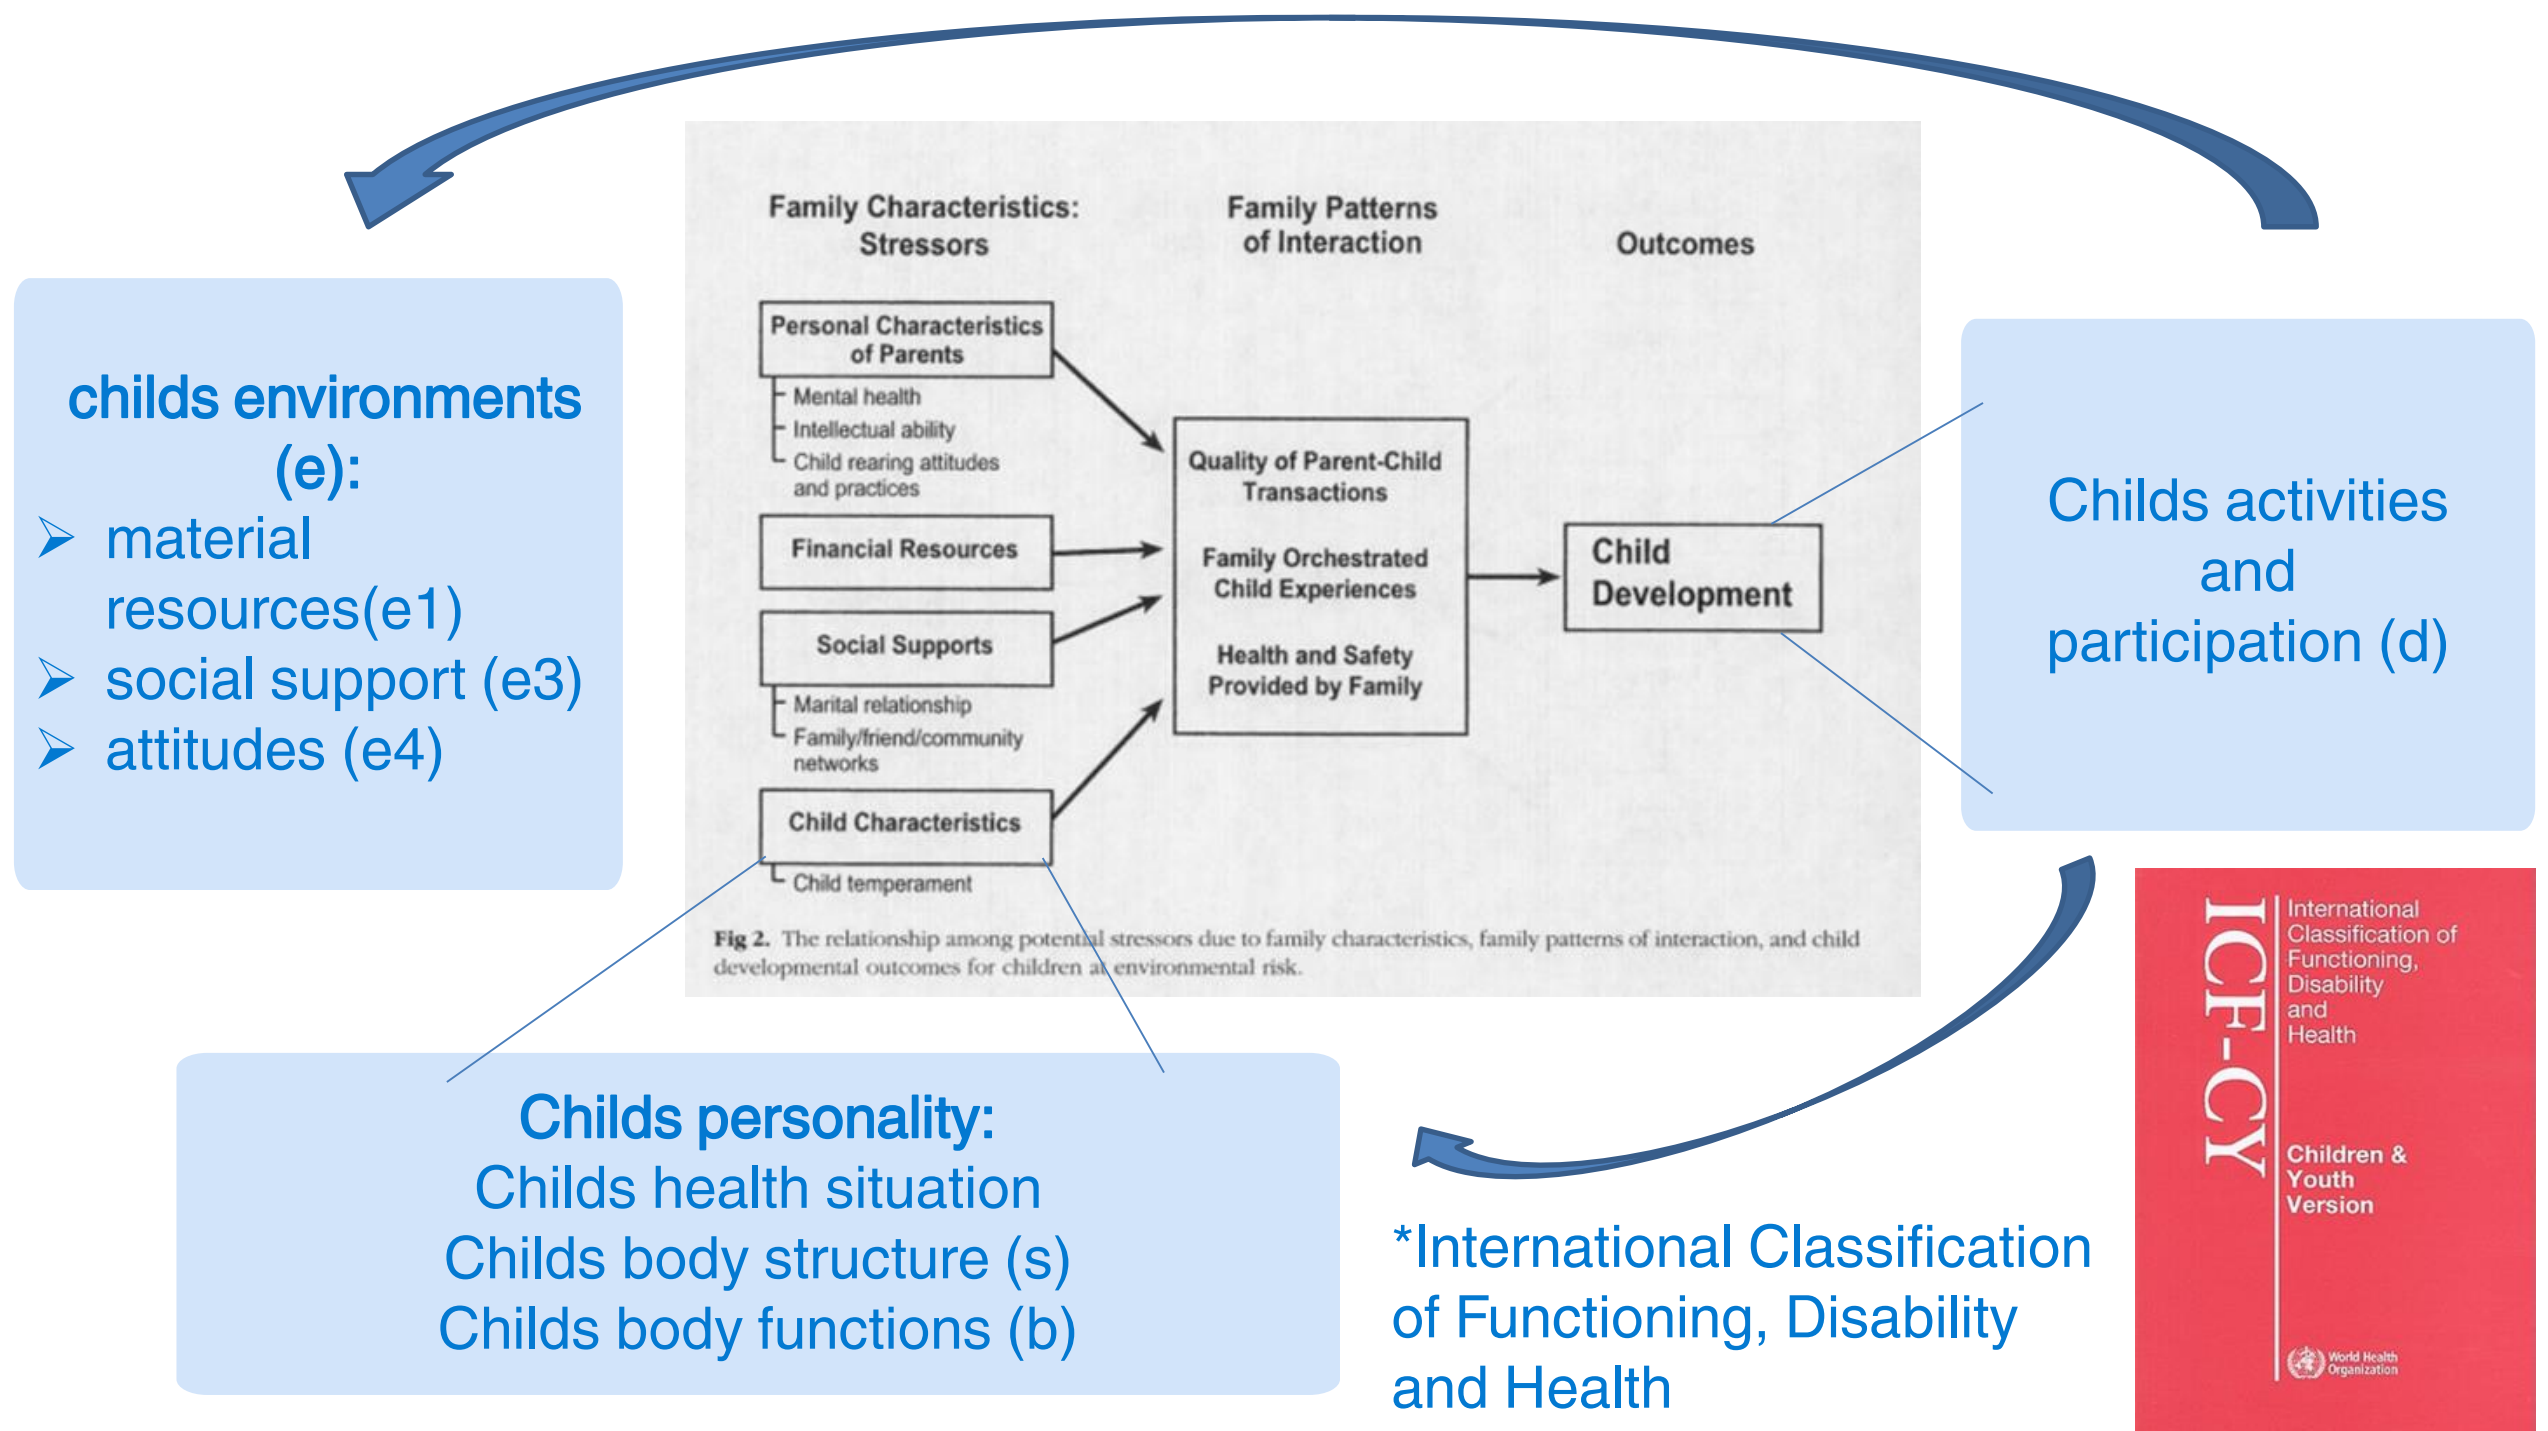 childs environments
(e):
➢ material
resources(e1)
➢ social support (e3)
➢ attitudes (e4)
Family Characteristics:
Stressors
Family Patterns
of Interaction
Outcomes
Personal Characteristics
of Parents
Mental health
Intellectual ability
Child rearing attitudes
and practices
Financial Resources
Social Supports
Marital relationship
Family/friend/community
networks
Child Characteristics
Child temperament
Quality of Parent-Child
Transactions
Family Orchestrated
Child Experiences
Health and Safety
Provided by Family
Child
Development
Fig 2. The relationship among potential stressors due to family characteristics, family patterns of interaction, and child
developmental outcomes for children at environmental risk.
Childs activities
and
participation (d)
Childs personality:
Childs health situation
Childs body structure (s)
Childs body functions (b)
*International Classification
of Functioning, Disability
and Health
ICF-CY
International
Classification of
Functioning,
Disability
and
Health
Children &
Youth
Version
World Health
Organization